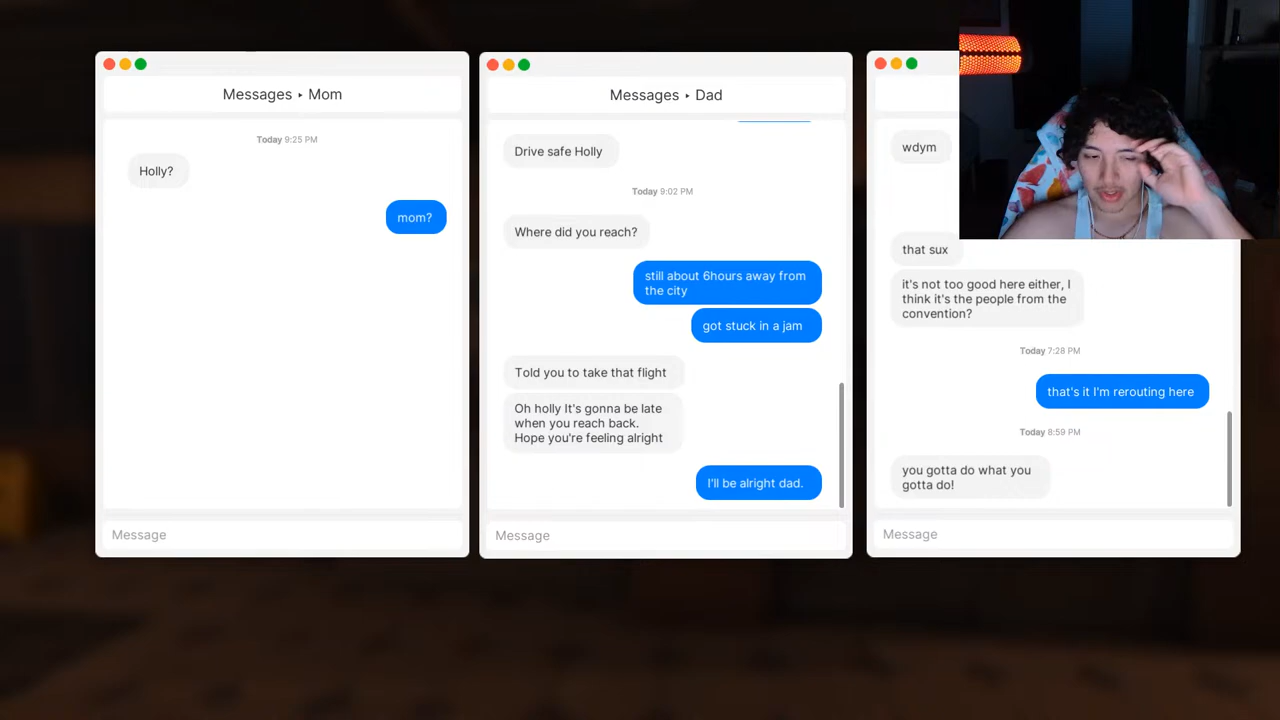 Messages ▸ Mom
Today 9:25 PM
Holly?
mom?
Message
Messages ▸ Dad
Drive safe Holly
Today 9:02 PM
Where did you reach?
still about 6hours away from
the city
got stuck in a jam
Told you to take that flight
Oh holly It's gonna be late
when you reach back.
Hope you're feeling alright
I'll be alright dad.
Message
wdym
that sux
it's not too good here either, I
think it's the people from the
convention?
Today 7:28 PM
that's it I'm rerouting here
Today 8:59 PM
you gotta do what you
gotta do!
Message